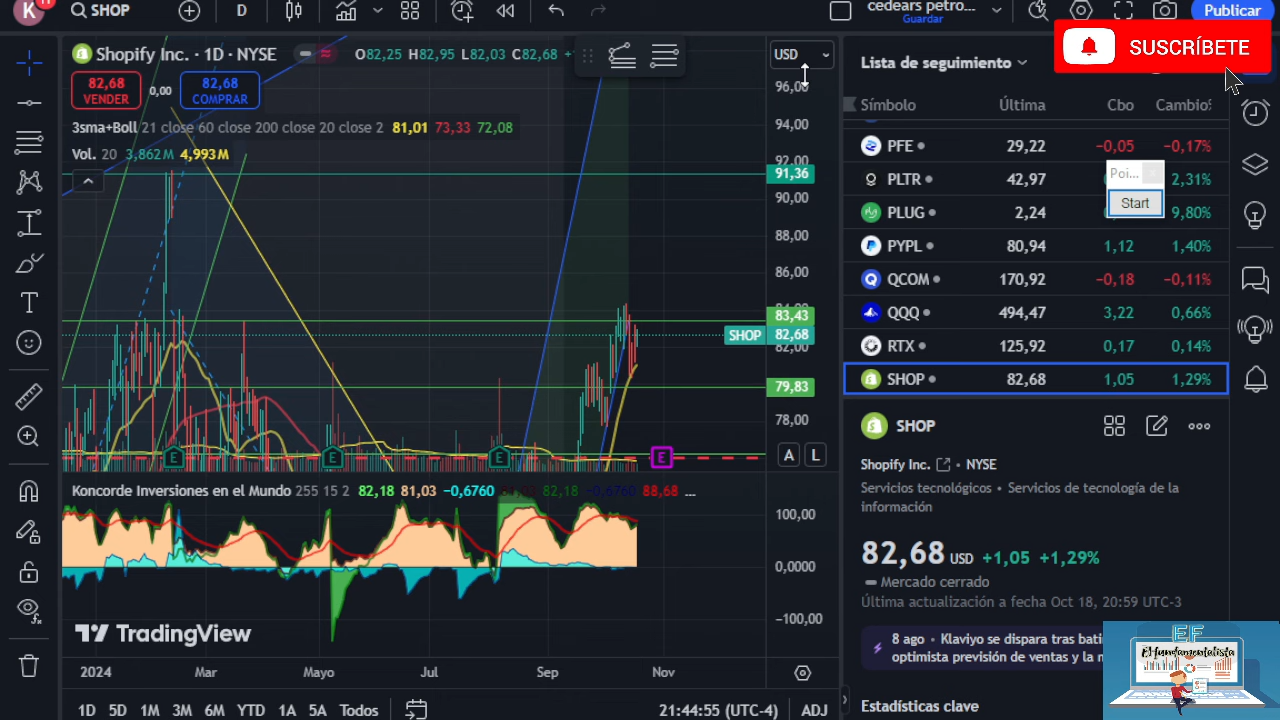 K
11
SHOP
D
cedears petro...
Guardar
Publicar
SUSCRÍBETE
Shopify Inc. · 1D · NYSE
O82,25 H82,95 L82,03 C82,68
USD
82,68
VENDER
0,00
82,68
COMPRAR
3sma+Boll 21 close 60 close 200 close 20 close 2 81,01 73,33 72,08
Vol. 20 3,862M 4,993M
96,00
94,00
92,00
91,36
90,00
88,00
86,00
83,43
SHOP 82,68
82,00
79,83
78,00
E
E
E
E
A L
Koncorde Inversiones en el Mundo 255 15 2 82,18 81,03 −0,6760 81,03 82,18 −0,6760 88,68 ...
100,00
0,0000
−100,00
TradingView
2024
Mar
Mayo
Jul
Sep
Nov
1D 5D 1M 3M 6M YTD 1A 5A Todos
21:44:55 (UTC-4)
ADJ
Lista de seguimiento
Símbolo Última Cbo Cambio%
PFE 29,22 −0,05 −0,17%
PLTR 42,97 2,31%
PLUG 2,24 9,80%
PYPL 80,94 1,12 1,40%
QCOM 170,92 −0,18 −0,11%
QQQ 494,47 3,22 0,66%
RTX 125,92 0,17 0,14%
SHOP 82,68 1,05 1,29%
Poi...
Start
SHOP
Shopify Inc. • NYSE
Servicios tecnológicos • Servicios de tecnología de la
información
82,68 USD +1,05 +1,29%
Mercado cerrado
Última actualización a fecha Oct 18, 20:59 UTC-3
8 ago • Klaviyo se dispara tras bati
optimista previsión de ventas y la m
EF
El fundamentalista
Estadísticas clave